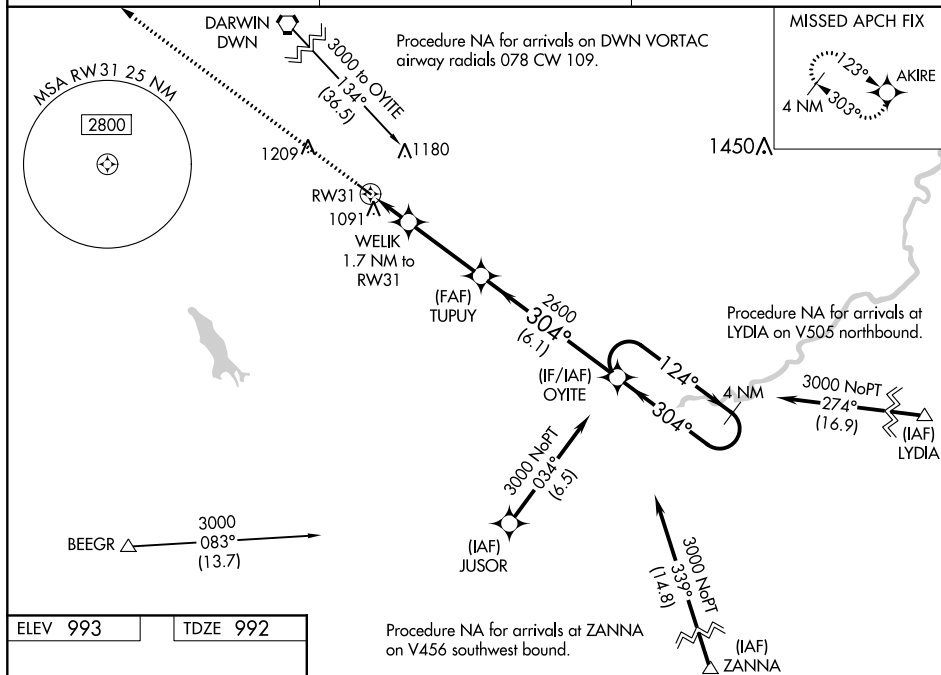 DARWIN
DWN
3000 to OYITE
134°
(36.5)
Procedure NA for arrivals on DWN VORTAC
airway radials 078 CW 109.
MISSED APCH FIX
123°
AKIRE
303°
4 NM
MSA RW31 25 NM
2800
1209
1180
1450
RW31
1091
WELIK
1.7 NM to
RW31
(FAF)
TUPUY
2600
304°
(6.1)
Procedure NA for arrivals at
LYDIA on V505 northbound.
(IF/IAF)
OYITE
124°
4 NM
304°
3000 NoPT
274°
(16.9)
(IAF)
LYDIA
3000 NoPT
034°
(6.5)
(IAF)
JUSOR
BEEGR
3000
083°
(13.7)
3000 NoPT
339°
(14.8)
(IAF)
ZANNA
ELEV 993
TDZE 992
Procedure NA for arrivals at ZANNA
on V456 southwest bound.